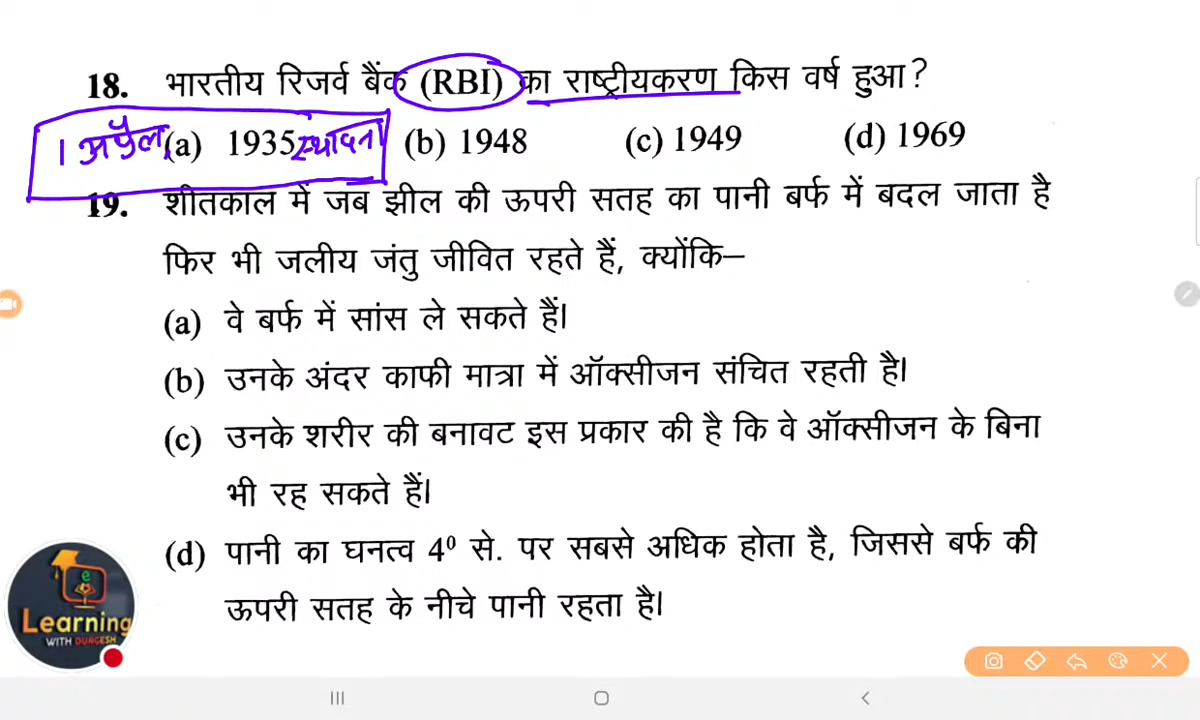 18. भारतीय रिजर्व बैंक (RBI) का राष्ट्रीयकरण किस वर्ष हुआ?
1 अप्रैल (a) 1935 स्थापना (b) 1948 (c) 1949 (d) 1969
19. शीतकाल में जब झील की ऊपरी सतह का पानी बर्फ में बदल जाता है
फिर भी जलीय जंतु जीवित रहते हैं, क्योंकि–
(a) वे बर्फ में सांस ले सकते हैं।
(b) उनके अंदर काफी मात्रा में ऑक्सीजन संचित रहती है।
(c) उनके शरीर की बनावट इस प्रकार की है कि वे ऑक्सीजन के बिना
भी रह सकते हैं।
(d) पानी का घनत्व 4⁰ से. पर सबसे अधिक होता है, जिससे बर्फ की
ऊपरी सतह के नीचे पानी रहता है।
e
Learning
WITH DURGESH